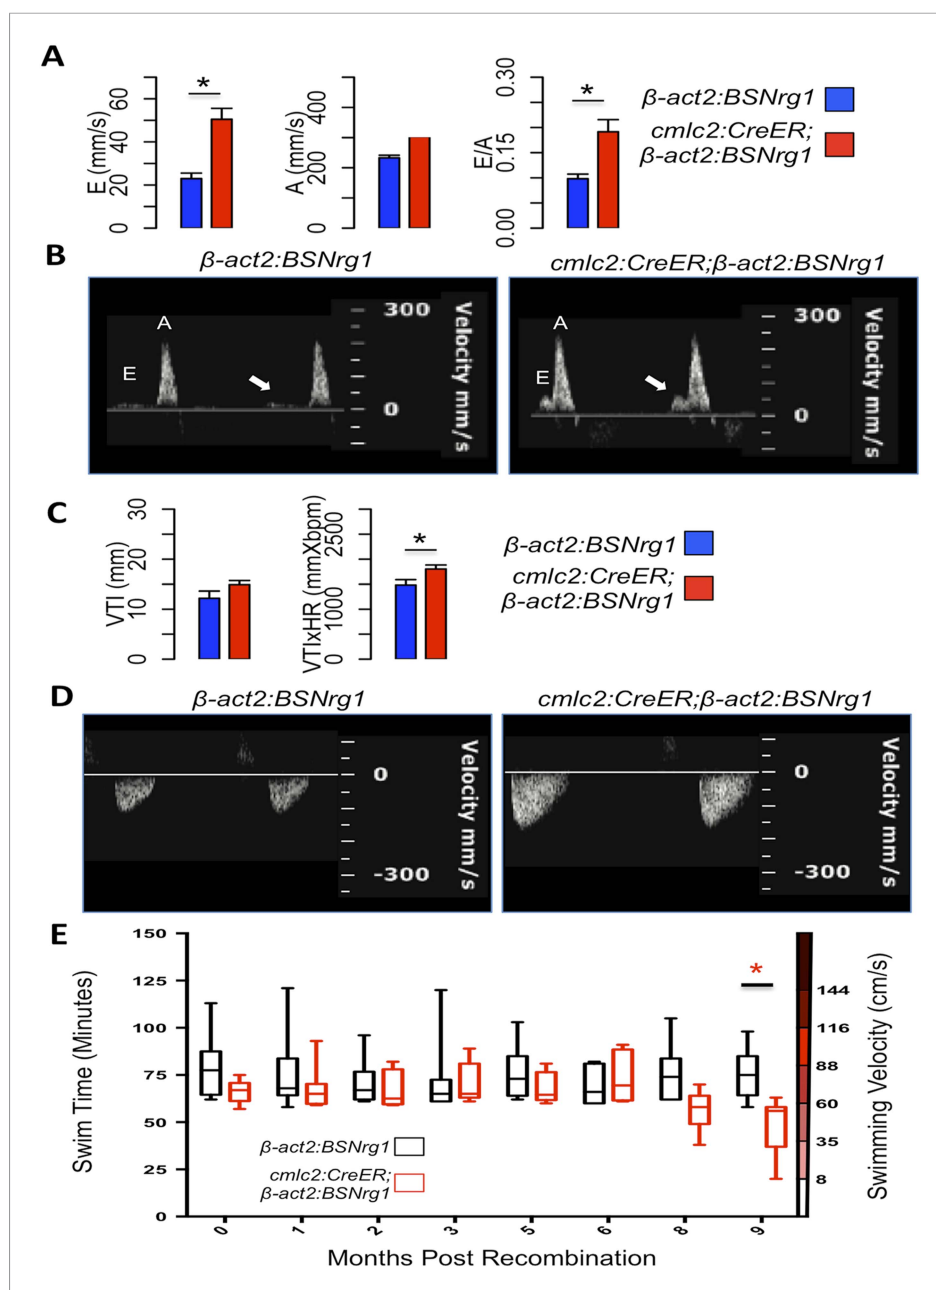 A
E (mm/s)
0 20 40 60
*
A (mm/s)
0 200 400
E/A
0.00 0.15 0.30
*
β-act2:BSNrg1
cmlc2:CreER;
β-act2:BSNrg1
B
β-act2:BSNrg1
cmlc2:CreER;β-act2:BSNrg1
A
E
300
0
Velocity mm/s
A
E
300
0
Velocity mm/s
C
VTI (mm)
0 10 20 30
VTIxHR (mmXbpm)
0 1000 2500
*
β-act2:BSNrg1
cmlc2:CreER;
β-act2:BSNrg1
D
β-act2:BSNrg1
cmlc2:CreER;β-act2:BSNrg1
0
-300
Velocity mm/s
0
-300
Velocity mm/s
E
Swim Time (Minutes)
150
125
100
75
50
25
0
*
β-act2:BSNrg1
cmlc2:CreER;
β-act2:BSNrg1
144
116
88
60
35
8
Swimming Velocity (cm/s)
0 1 2 3 5 6 8 9
Months Post Recombination